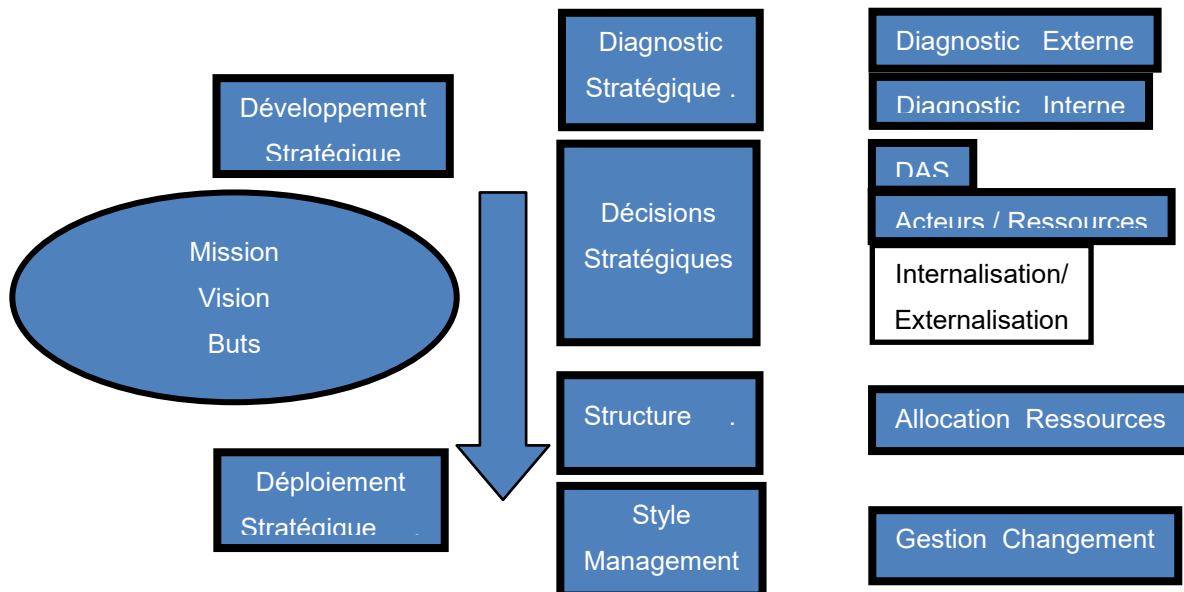 Développement
Stratégique
Mission
Vision
Buts
Déploiement
Stratégique .
Diagnostic
Stratégique .
Décisions
Stratégiques
Structure .
Style
Management
Diagnostic Externe
Diagnostic Interne
DAS
Acteurs / Ressources
Internalisation/
Externalisation
Allocation Ressources
Gestion Changement